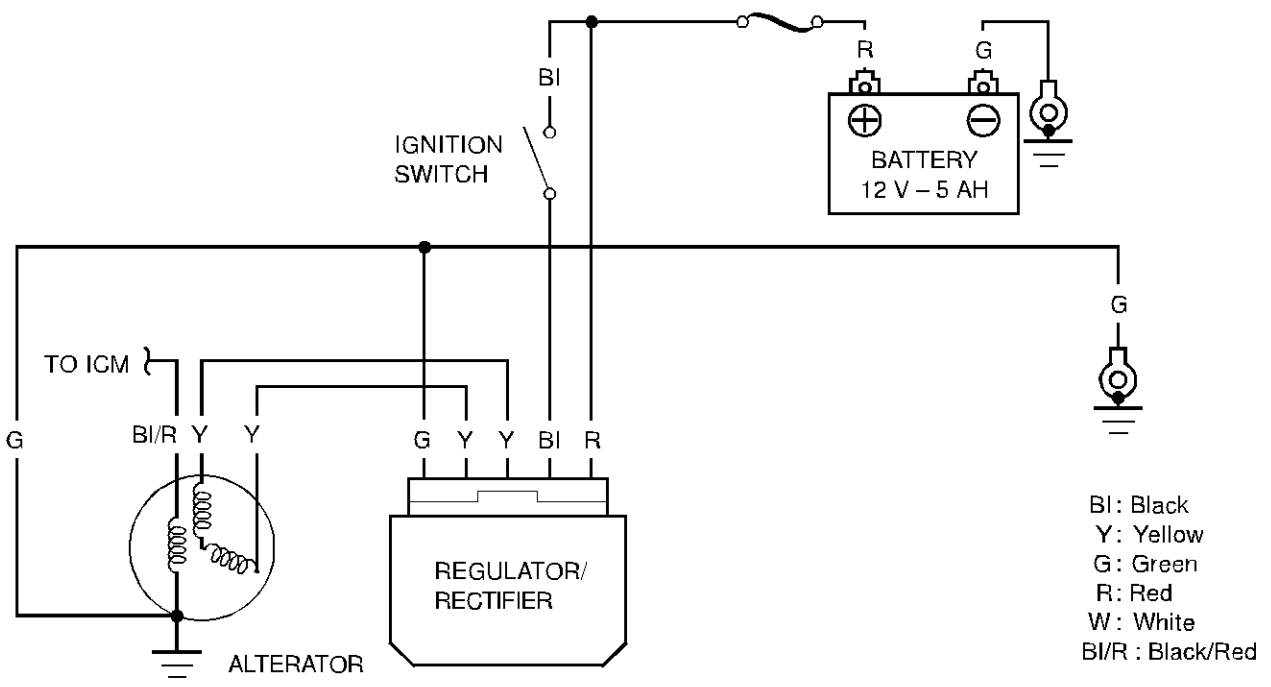 R
G
Bl
IGNITION
SWITCH
BATTERY
12 V – 5 AH
G
TO ICM
G
Bl/R
Y
Y
G
Y
Y
Bl
R
REGULATOR/
RECTIFIER
ALTERATOR
Bl : Black
Y : Yellow
G : Green
R : Red
W : White
Bl/R : Black/Red